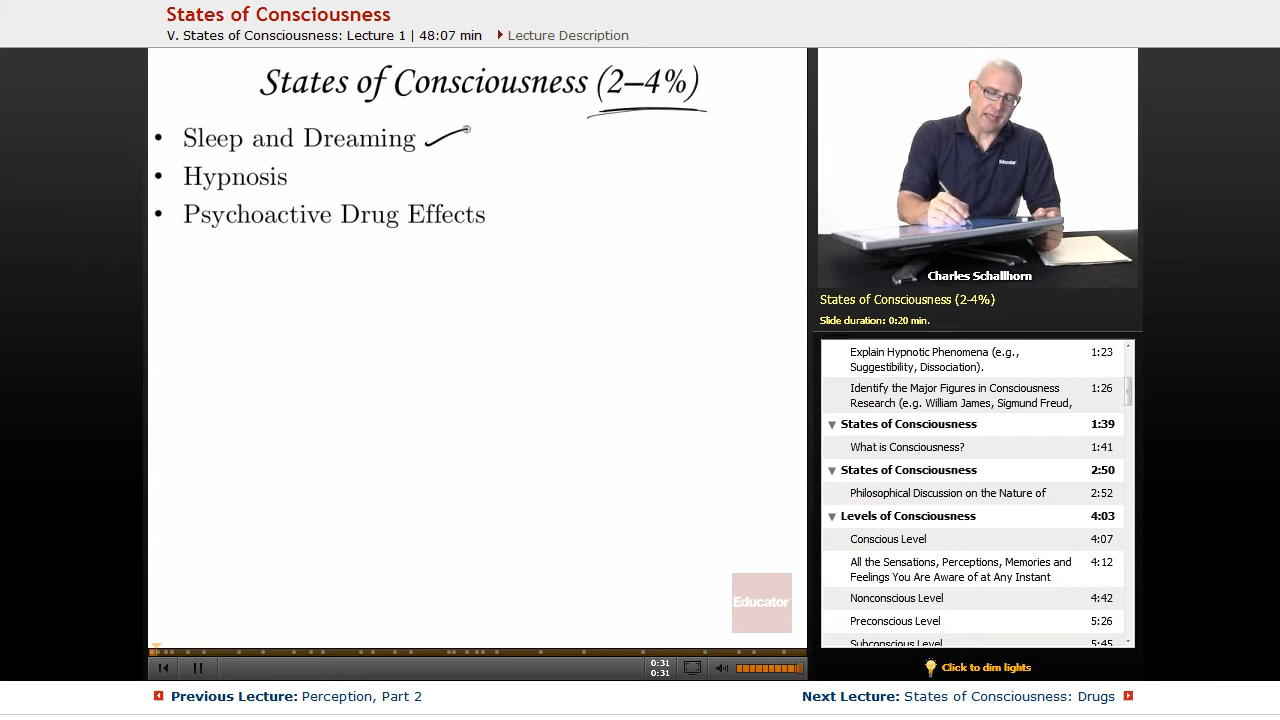 States of Consciousness
V. States of Consciousness: Lecture 1 | 48:07 min Lecture Description
States of Consciousness (2–4%)
• Sleep and Dreaming
• Hypnosis
• Psychoactive Drug Effects
Educator
Educator
Charles Schallhorn
States of Consciousness (2-4%)
Slide duration: 0:20 min.
Explain Hypnotic Phenomena (e.g., 1:23
Suggestibility, Dissociation).
Identify the Major Figures in Consciousness 1:26
Research (e.g. William James, Sigmund Freud,
States of Consciousness 1:39
What is Consciousness? 1:41
States of Consciousness 2:50
Philosophical Discussion on the Nature of 2:52
Levels of Consciousness 4:03
Conscious Level 4:07
All the Sensations, Perceptions, Memories and 4:12
Feelings You Are Aware of at Any Instant
Nonconscious Level 4:42
Preconscious Level 5:26
Subconscious Level 5:45
0:31
0:31
Click to dim lights
Previous Lecture: Perception, Part 2
Next Lecture: States of Consciousness: Drugs